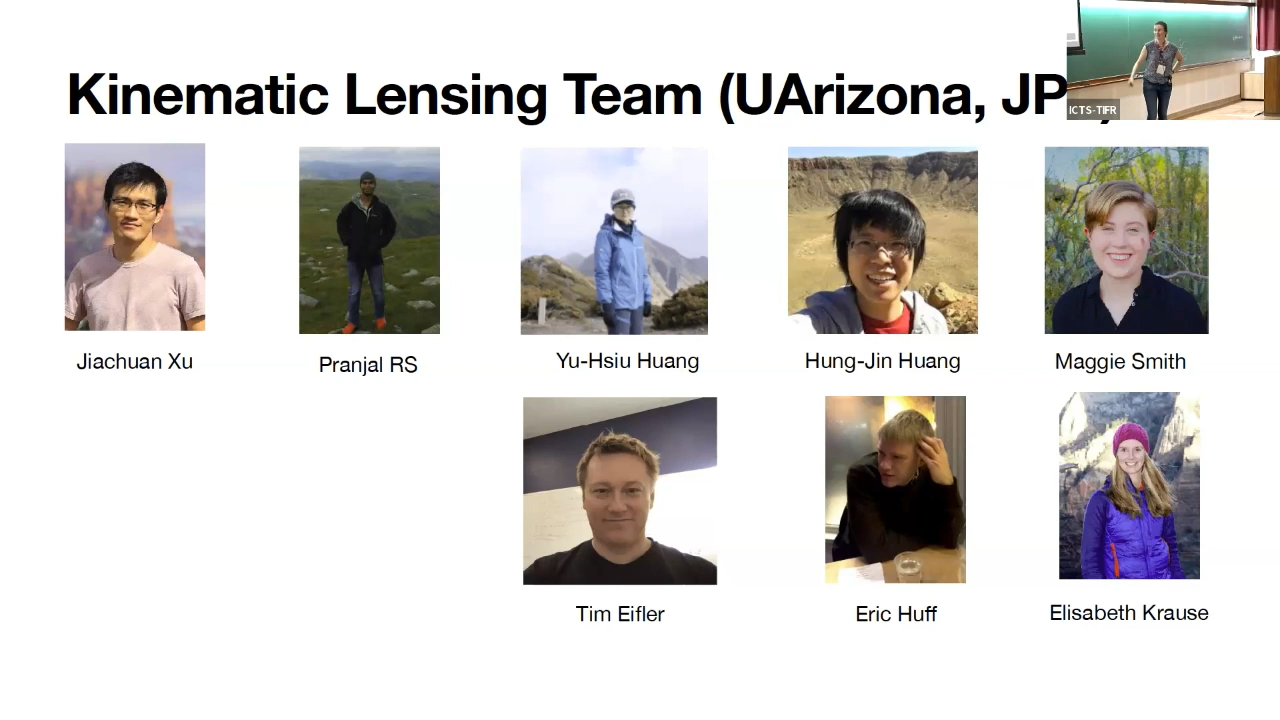 Kinematic Lensing Team (UArizona, JP
ICTS-TIFR
Jiachuan Xu
Pranjal RS
Yu-Hsiu Huang
Hung-Jin Huang
Maggie Smith
Tim Eifler
Eric Huff
Elisabeth Krause